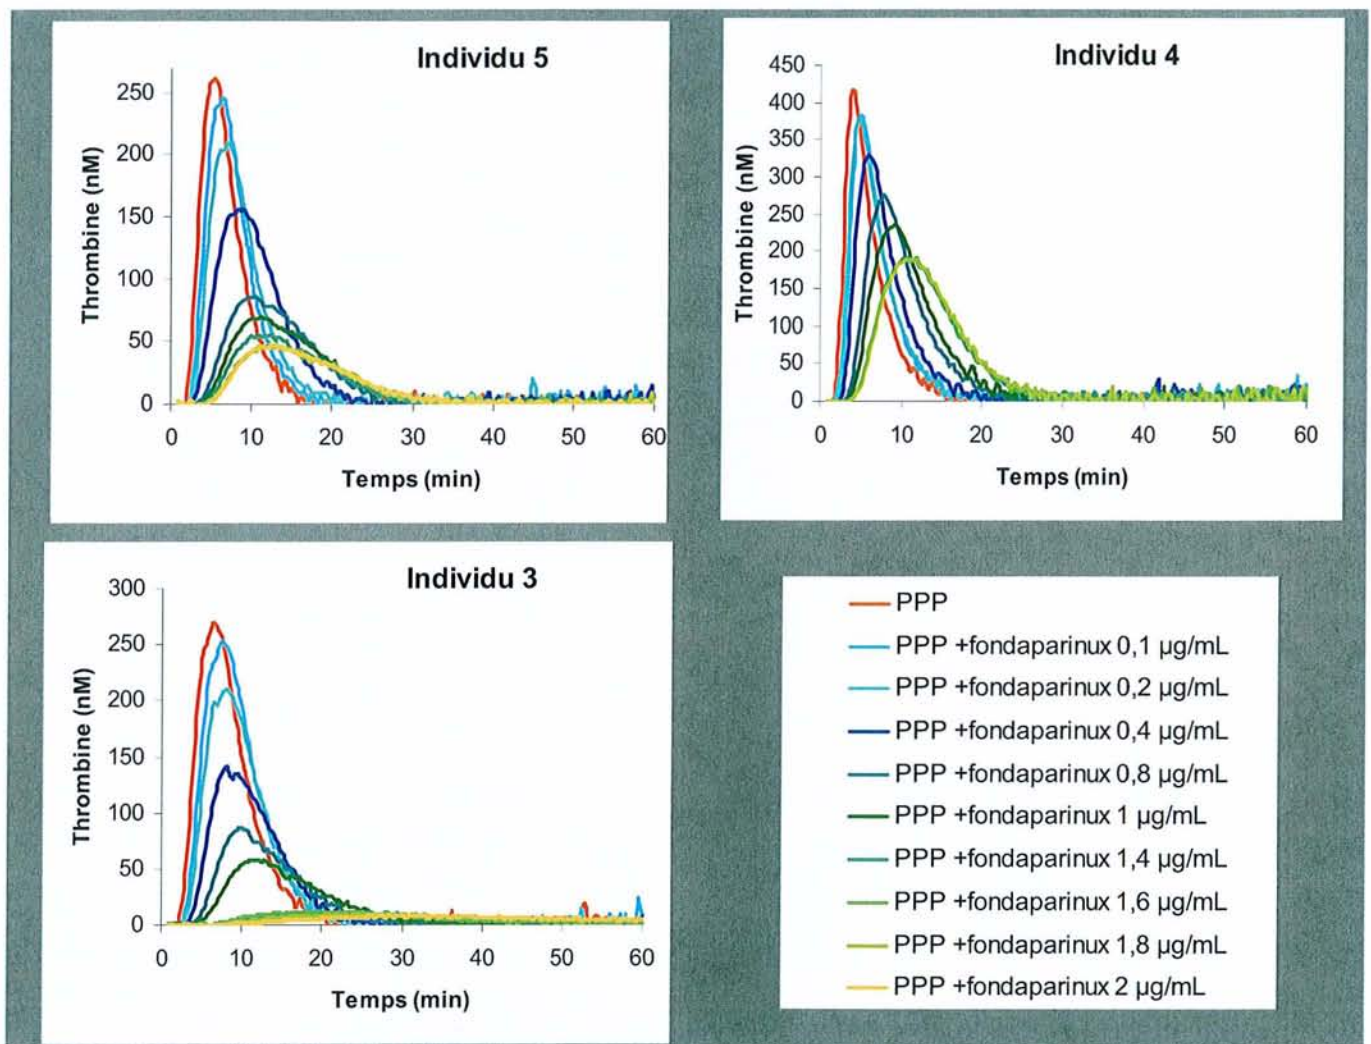 Individu 5
250
200
150
100
50
0
Thrombine (nM)
0 10 20 30 40 50 60
Temps (min)
Individu 4
450
400
350
300
250
200
150
100
50
0
Thrombine (nM)
0 10 20 30 40 50 60
Temps (min)
Individu 3
300
250
200
150
100
50
0
Thrombine (nM)
0 10 20 30 40 50 60
Temps (min)
PPP
PPP +fondaparinux 0,1 µg/mL
PPP +fondaparinux 0,2 µg/mL
PPP +fondaparinux 0,4 µg/mL
PPP +fondaparinux 0,8 µg/mL
PPP +fondaparinux 1 µg/mL
PPP +fondaparinux 1,4 µg/mL
PPP +fondaparinux 1,6 µg/mL
PPP +fondaparinux 1,8 µg/mL
PPP +fondaparinux 2 µg/mL